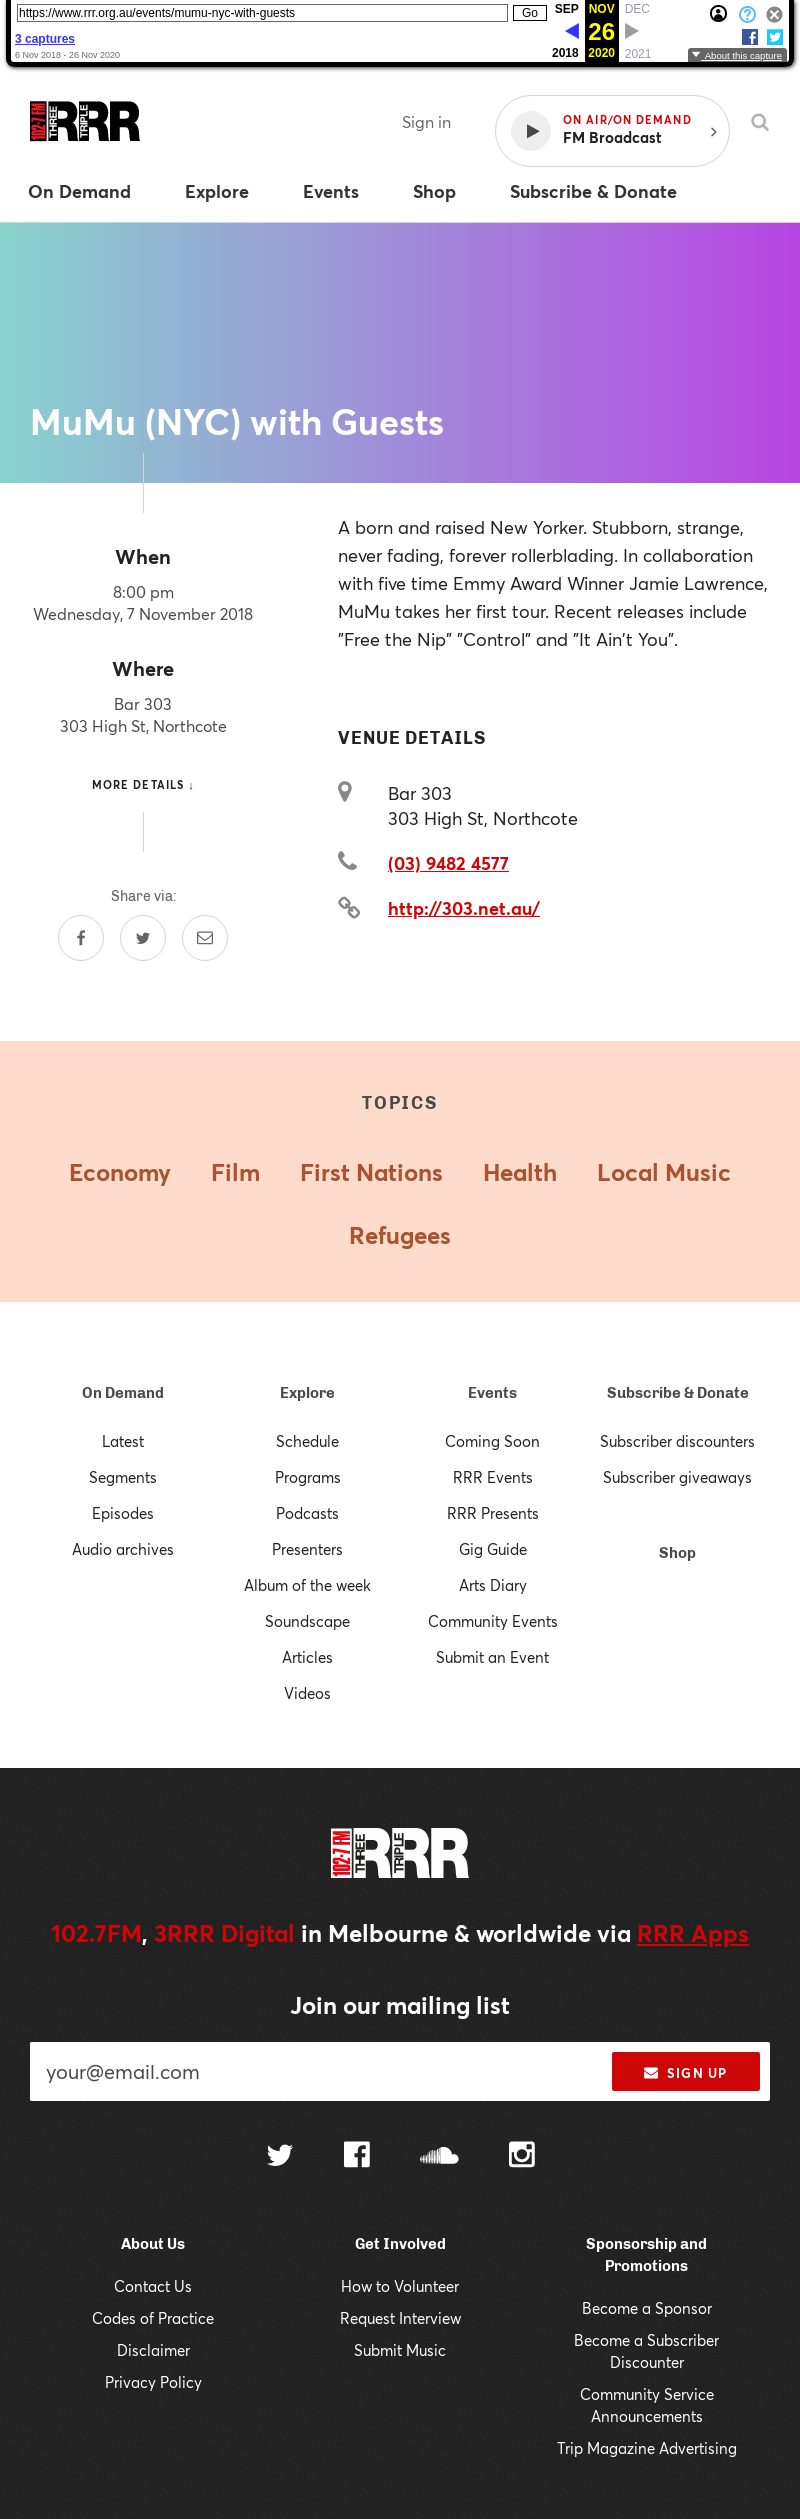 https://www.rrr.org.au/events/mumu-nyc-with-guests
Go
SEP
NOV
DEC
3 captures
26
6 Nov 2018 - 26 Nov 2020
2018
2020
2021
About this capture
102·7 FM THREE TRIPLE RRR
Sign in
ON AIR/ON DEMAND
FM Broadcast
On Demand
Explore
Events
Shop
Subscribe & Donate
MuMu (NYC) with Guests
When
8:00 pm
Wednesday, 7 November 2018
Where
Bar 303
303 High St, Northcote
MORE DETAILS ↓
Share via:
A born and raised New Yorker. Stubborn, strange,
never fading, forever rollerblading. In collaboration
with five time Emmy Award Winner Jamie Lawrence,
MuMu takes her first tour. Recent releases include
"Free the Nip" "Control" and "It Ain't You".
VENUE DETAILS
Bar 303
303 High St, Northcote
(03) 9482 4577
http://303.net.au/
TOPICS
Economy
Film
First Nations
Health
Local Music
Refugees
On Demand
Latest
Segments
Episodes
Audio archives
Explore
Schedule
Programs
Podcasts
Presenters
Album of the week
Soundscape
Articles
Videos
Events
Coming Soon
RRR Events
RRR Presents
Gig Guide
Arts Diary
Community Events
Submit an Event
Subscribe & Donate
Subscriber discounters
Subscriber giveaways
Shop
102·7 FM THREE TRIPLE RRR
102.7FM, 3RRR Digital in Melbourne & worldwide via RRR Apps
Join our mailing list
your@email.com
SIGN UP
About Us
Contact Us
Codes of Practice
Disclaimer
Privacy Policy
Get Involved
How to Volunteer
Request Interview
Submit Music
Sponsorship and
Promotions
Become a Sponsor
Become a Subscriber
Discounter
Community Service
Announcements
Trip Magazine Advertising